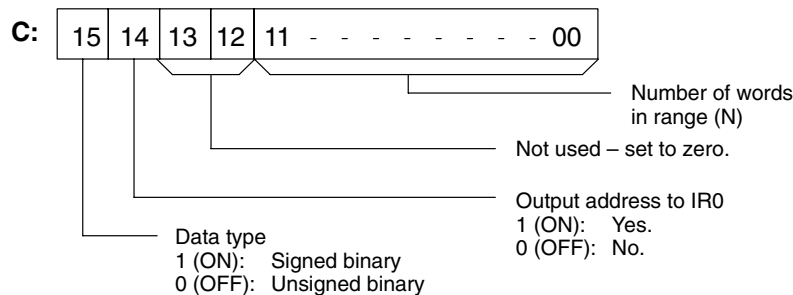 C: 15 14 13 12 11 - - - - - - - - 00
Number of words
in range (N)
Not used – set to zero.
Output address to IR0
1 (ON): Yes.
0 (OFF): No.
Data type
1 (ON): Signed binary
0 (OFF): Unsigned binary